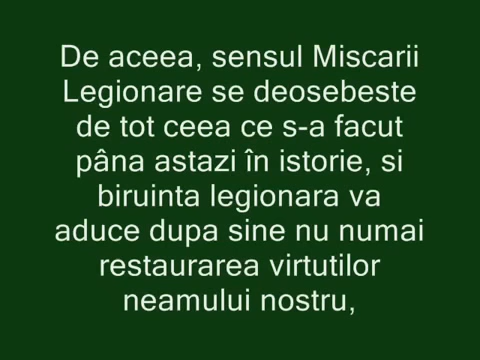 De aceea, sensul Miscarii
Legionare se deosebeste
de tot ceea ce s-a facut
pâna astazi în istorie, si
biruinta legionara va
aduce dupa sine nu numai
restaurarea virtutilor
neamului nostru,